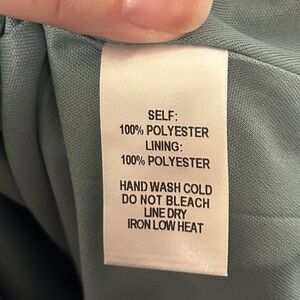 SELF:
100% POLYESTER
LINING:
100% POLYESTER
HAND WASH COLD
DO NOT BLEACH
LINE DRY
IRON LOW HEAT